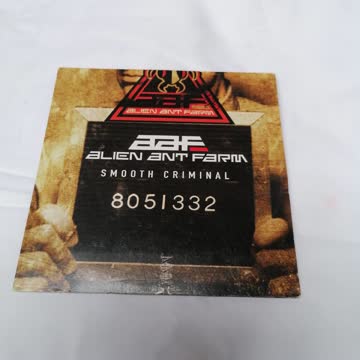 aaf
ALIEN ANT FARM
aaf
ALIEN ANT FARM
SMOOTH CRIMINAL
8051332